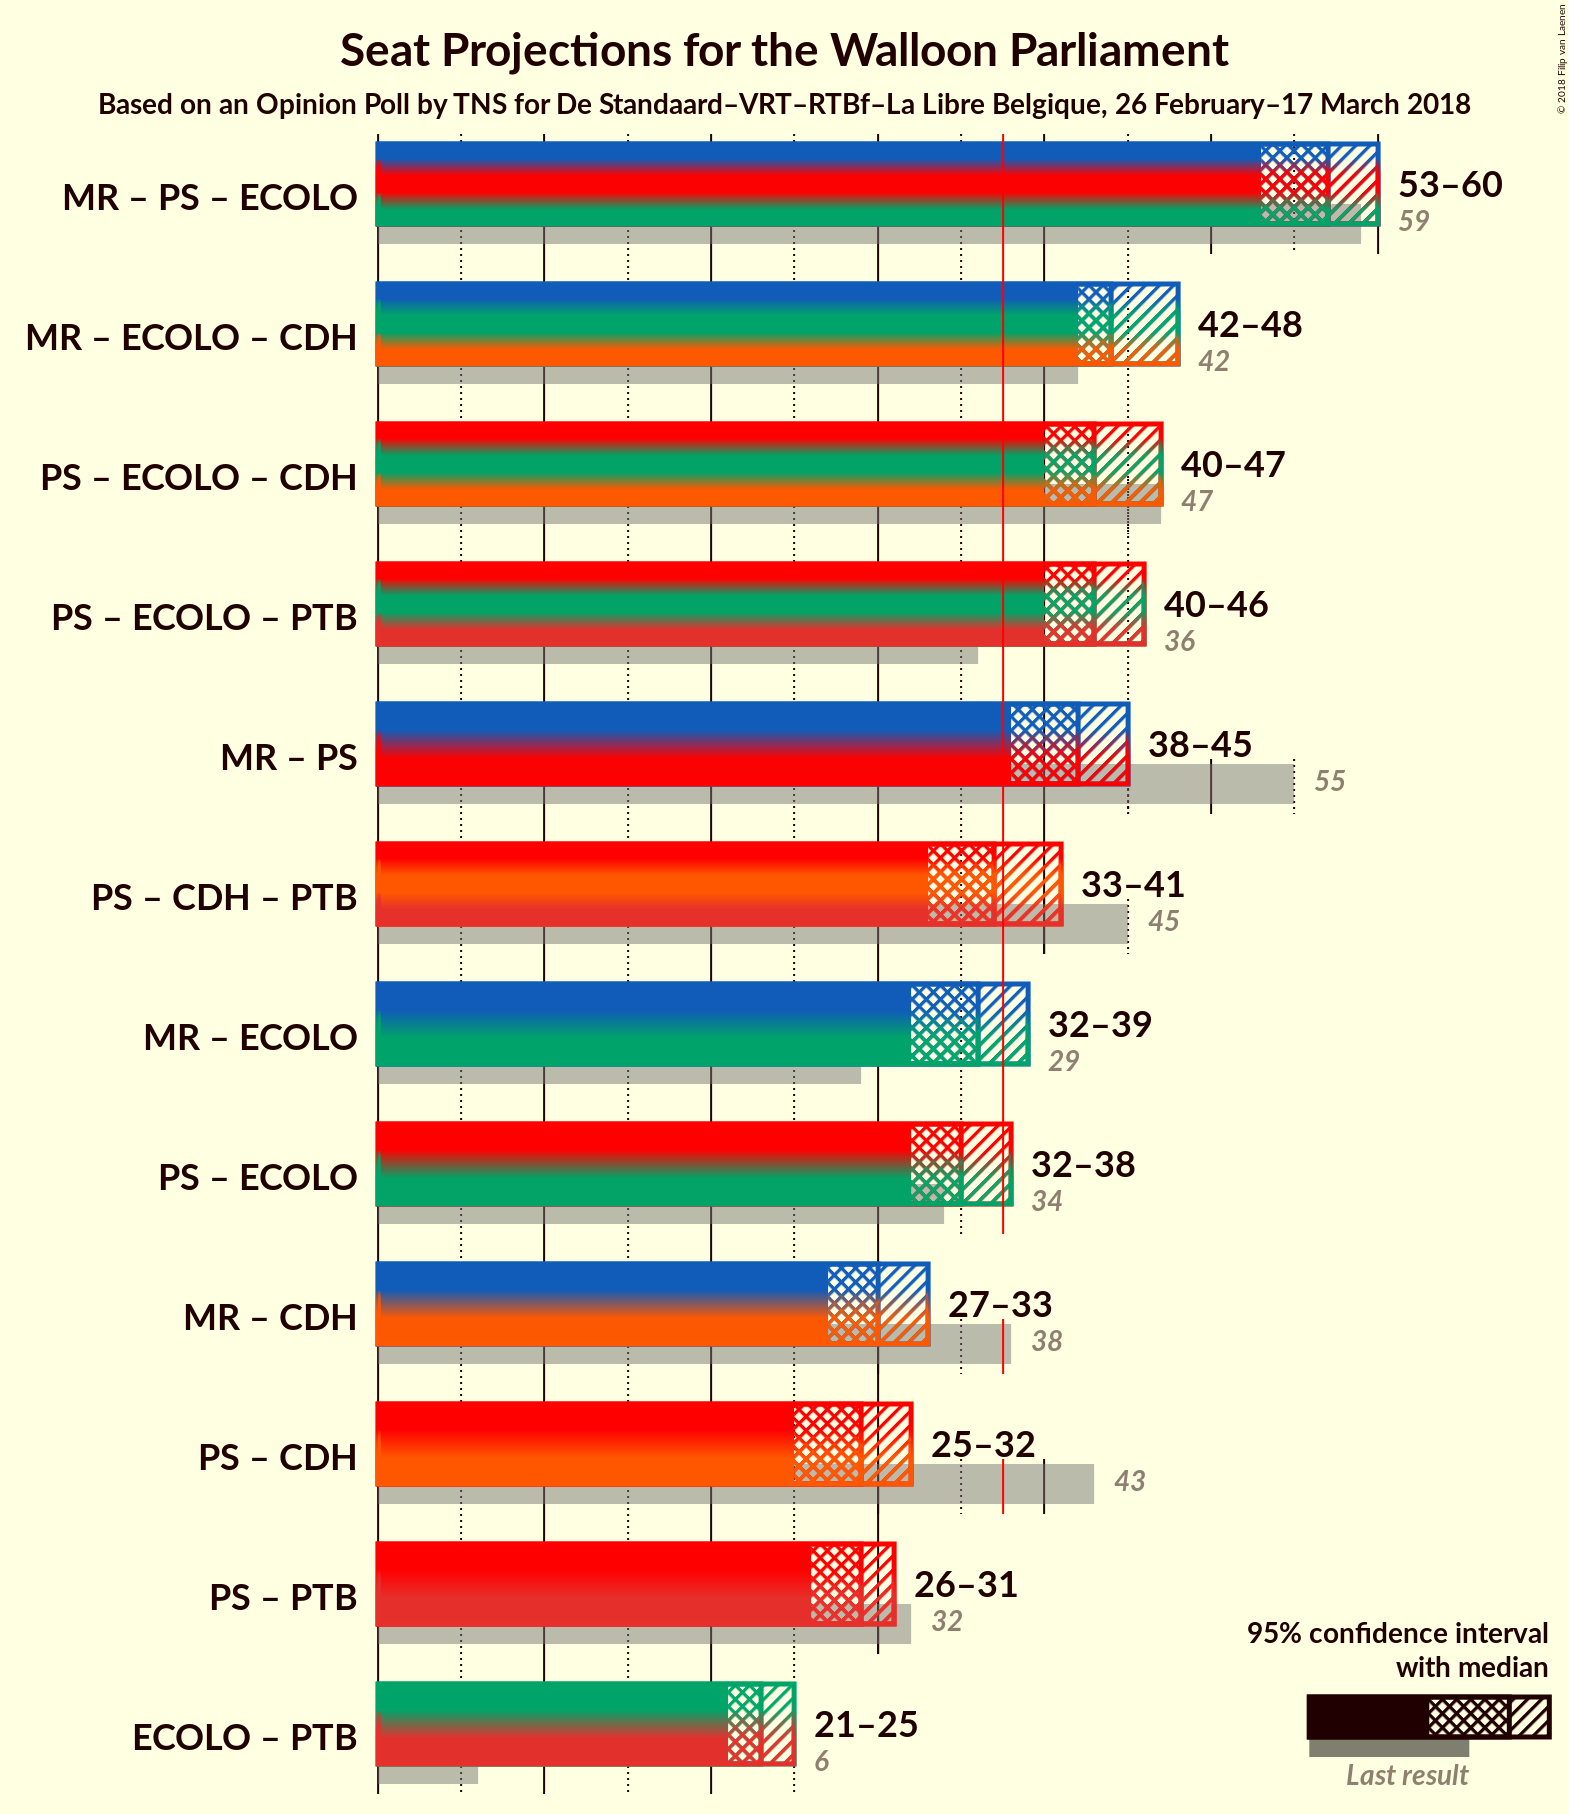 Seat Projections for the Walloon Parliament
Based on an Opinion Poll by TNS for De Standaard–VRT–RTBf–La Libre Belgique, 26 February–17 March 2018
© 2018 Filip van Laenen
MR – PS – ECOLO
53–60
59
MR – ECOLO – CDH
42–48
42
PS – ECOLO – CDH
40–47
47
PS – ECOLO – PTB
40–46
36
MR – PS
38–45
55
PS – CDH – PTB
33–41
45
MR – ECOLO
32–39
29
PS – ECOLO
32–38
34
MR – CDH
27–33
38
PS – CDH
25–32
43
PS – PTB
26–31
32
ECOLO – PTB
21–25
6
95% confidence interval
with median
Last result